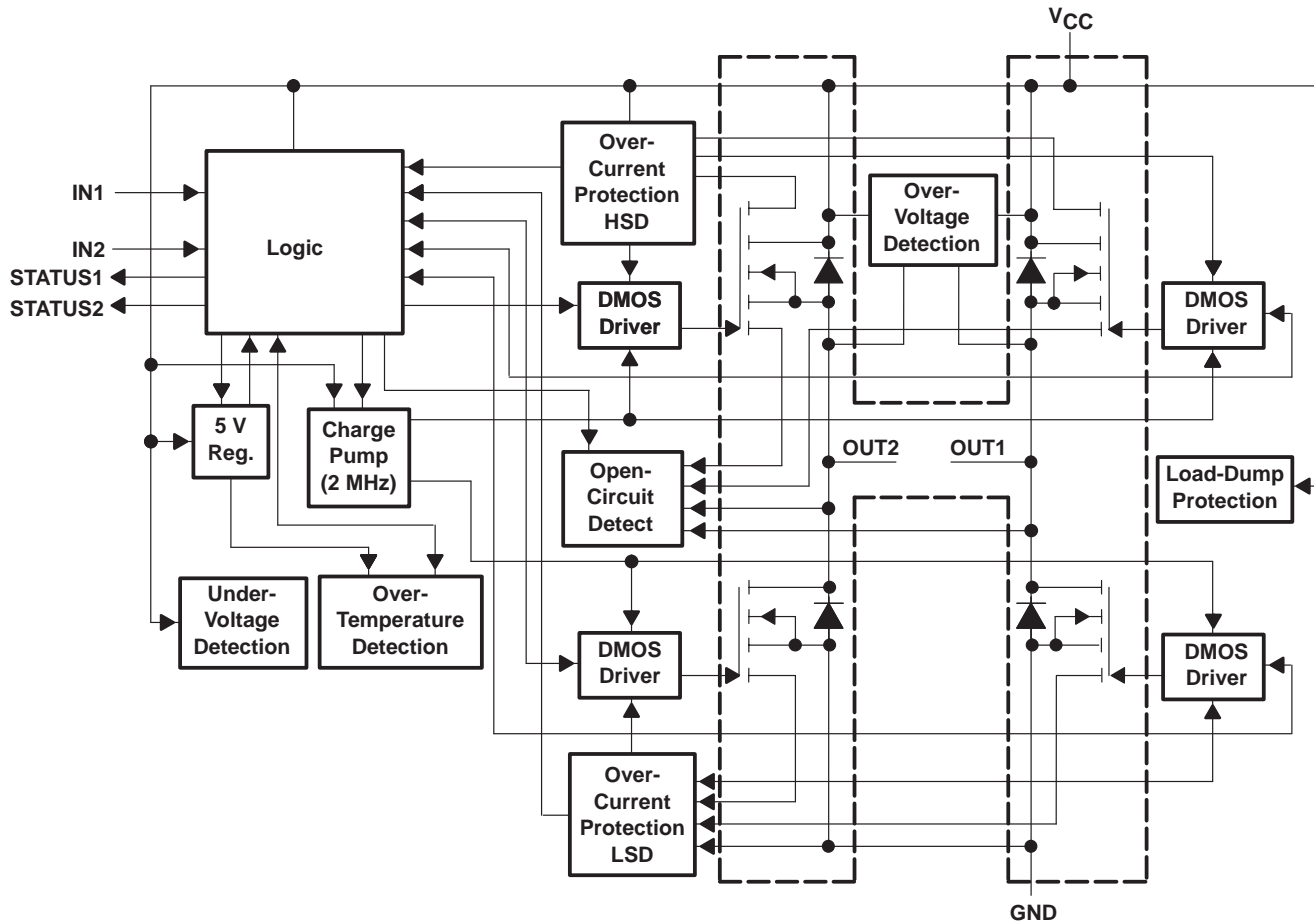 VCC
Over-
Current
Protection
HSD
IN1
IN2
STATUS1
STATUS2
Logic
Over-
Voltage
Detection
DMOS
Driver
DMOS
Driver
5 V
Reg.
Charge
Pump
(2 MHz)
Open-
Circuit
Detect
OUT2
OUT1
Load-Dump
Protection
Under-
Voltage
Detection
Over-
Temperature
Detection
DMOS
Driver
DMOS
Driver
Over-
Current
Protection
LSD
GND